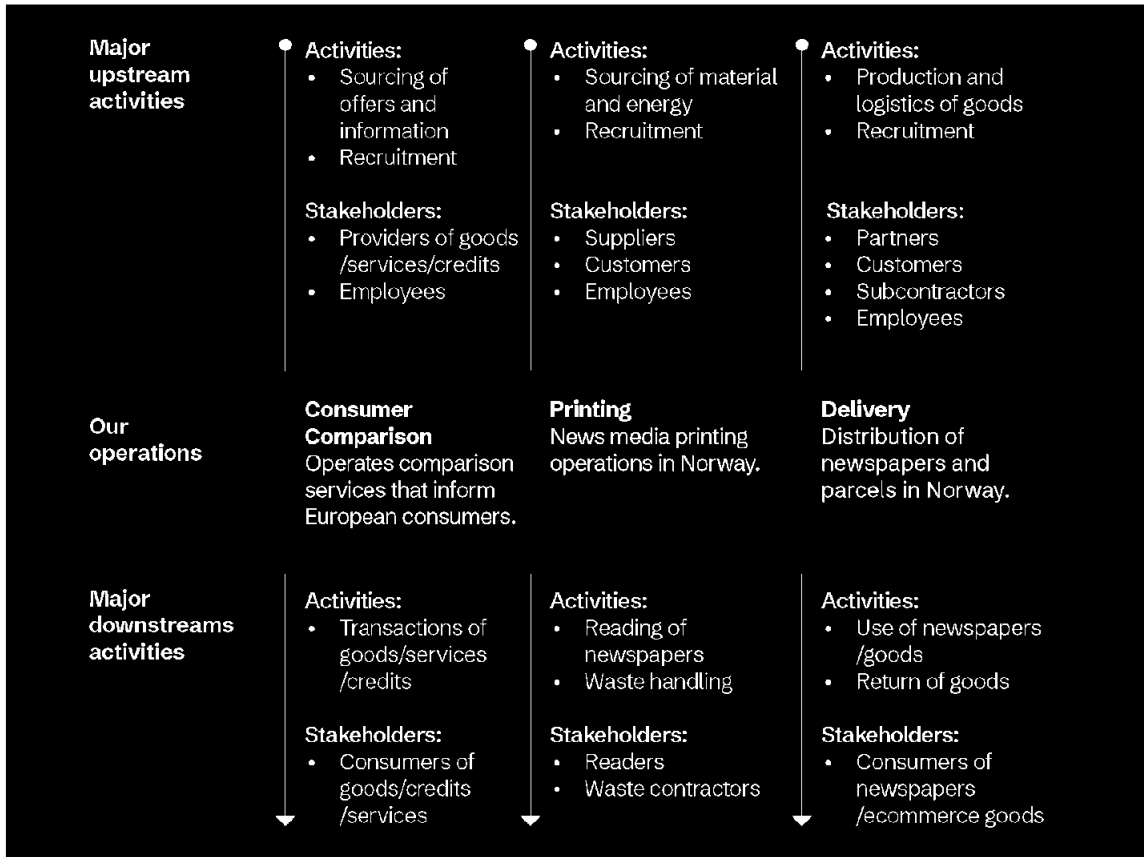 Major
upstream
activities
Activities:
• Sourcing of
offers and
information
• Recruitment
Stakeholders:
• Providers of goods
/services/credits
• Employees
Activities:
• Sourcing of material
and energy
• Recruitment
Stakeholders:
• Suppliers
• Customers
• Employees
Activities:
• Production and
logistics of goods
• Recruitment
Stakeholders:
• Partners
• Customers
• Subcontractors
• Employees
Our
operations
Consumer
Comparison
Operates comparison
services that inform
European consumers.
Printing
News media printing
operations in Norway.
Delivery
Distribution of
newspapers and
parcels in Norway.
Major
downstreams
activities
Activities:
• Transactions of
goods/services
/credits
Stakeholders:
• Consumers of
goods/credits
/services
Activities:
• Reading of
newspapers
• Waste handling
Stakeholders:
• Readers
• Waste contractors
Activities:
• Use of newspapers
/goods
• Return of goods
Stakeholders:
• Consumers of
newspapers
/ecommerce goods